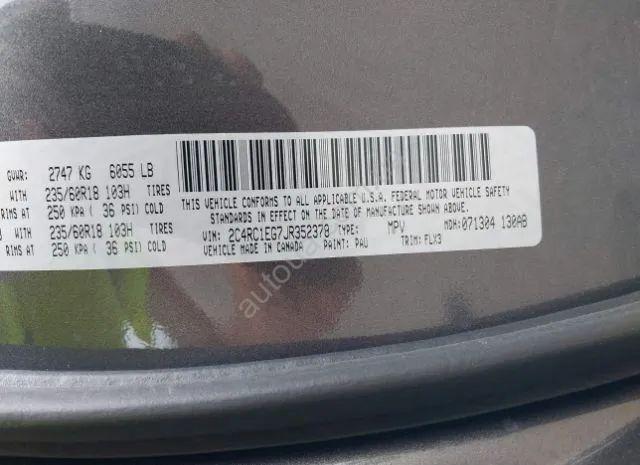 GVWR: 2747 KG 6055 LB
WITH 235/60R18 103H TIRES
RIMS AT 250 KPA ( 36 PSI) COLD
WITH 235/60R18 103H TIRES
RIMS AT 250 KPA ( 36 PSI) COLD
THIS VEHICLE CONFORMS TO ALL APPLICABLE U.S.A. FEDERAL MOTOR VEHICLE SAFETY
STANDARDS IN EFFECT ON THE DATE OF MANUFACTURE SHOWN ABOVE.
VIN: 2C4RC1EG7JR352378 TYPE: MPV MDH: 071304 130AB
VEHICLE MADE IN CANADA PAINT: PAU TRIM: FLX3